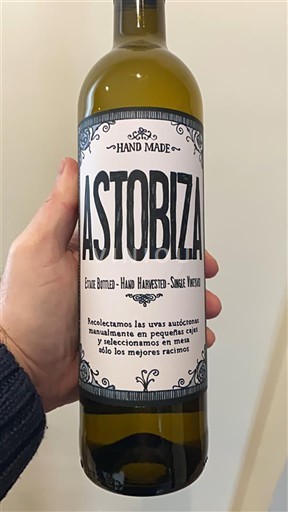 HAND MADE
ASTOBIZA
ESTATE BOTTLED - HAND HARVESTED - SINGLE VINEYARD
Recolectamos las uvas autóctonas
manualmente en pequeñas cajas
y seleccionamos en mesa
sólo los mejores racimos